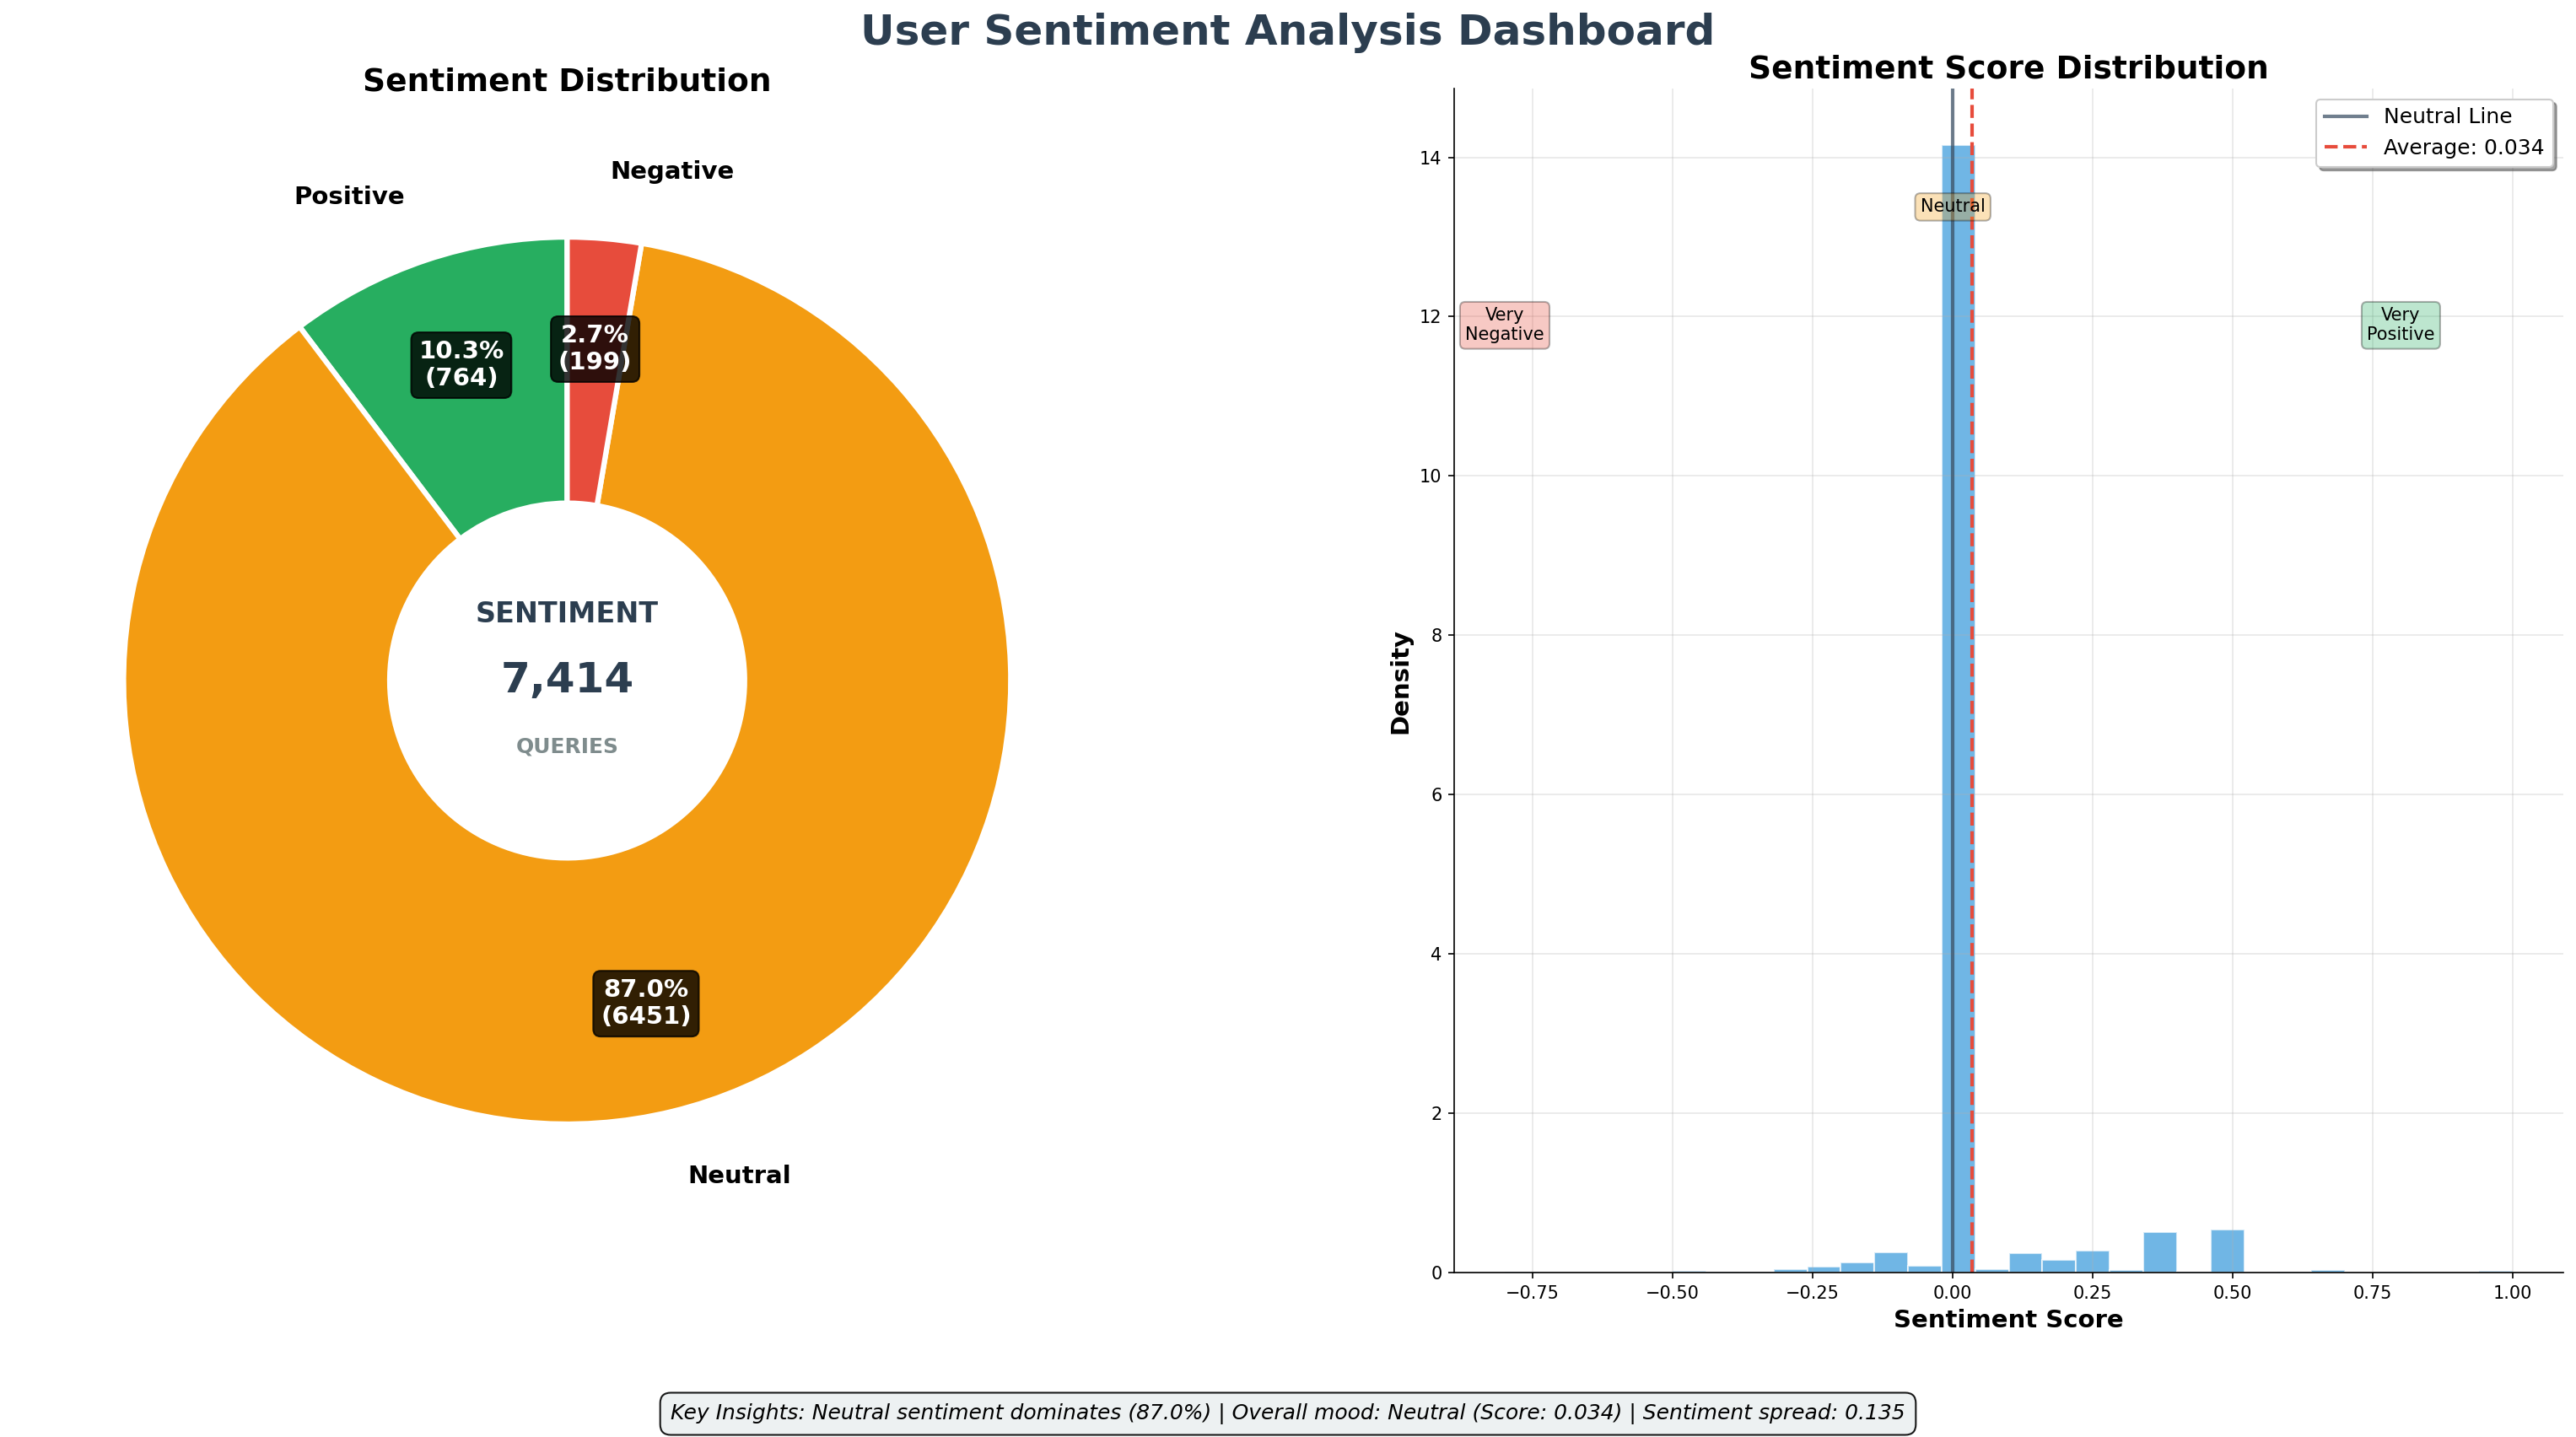 User Sentiment Analysis Dashboard
Sentiment Distribution
Positive
Negative
10.3%
(764)
2.7%
(199)
SENTIMENT
7,414
QUERIES
87.0%
(6451)
Neutral
Sentiment Score Distribution
Neutral Line
Average: 0.034
Neutral
Very
Negative
Very
Positive
Density
14
12
10
8
6
4
2
0
−0.75
−0.50
−0.25
0.00
0.25
0.50
0.75
1.00
Sentiment Score
Key Insights: Neutral sentiment dominates (87.0%) | Overall mood: Neutral (Score: 0.034) | Sentiment spread: 0.135